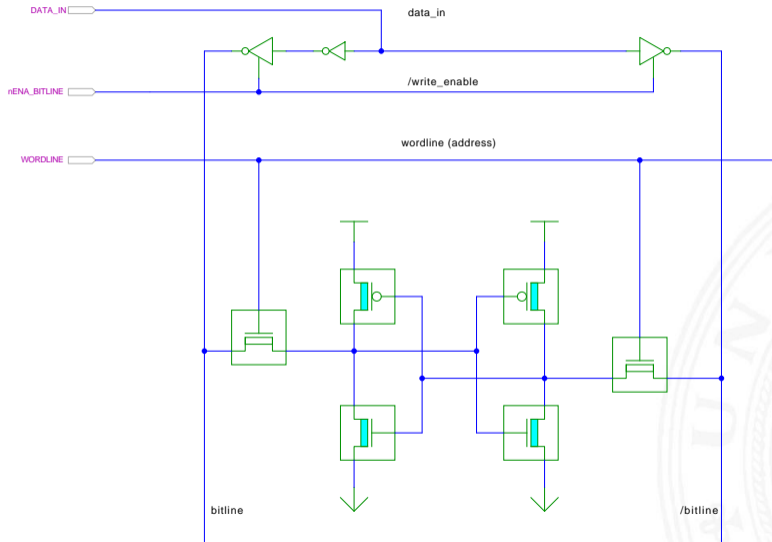 DATA_IN
data_in
nENA_BITLINE
/write_enable
WORDLINE
wordline (address)
bitline
/bitline
U N